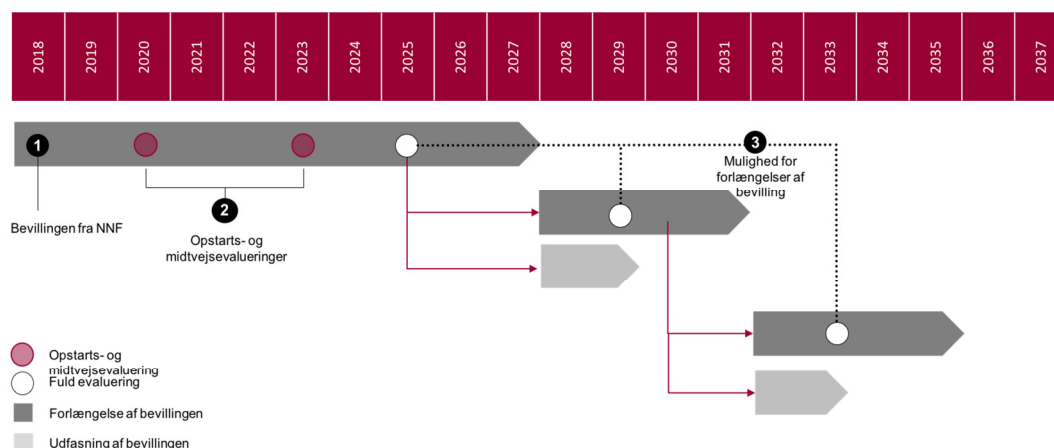 2018 2019 2020 2021 2022 2023 2024 2025 2026 2027 2028 2029 2030 2031 2032 2033 2034 2035 2036 2037
1
Bevillingen fra NNF
2
Opstarts- og
midtvejsevalueringer
3
Mulighed for
forlængelser af
bevilling
Opstarts- og
midtvejsevaluering
Fuld evaluering
Forlængelse af bevillingen
Udfasning af bevillingen